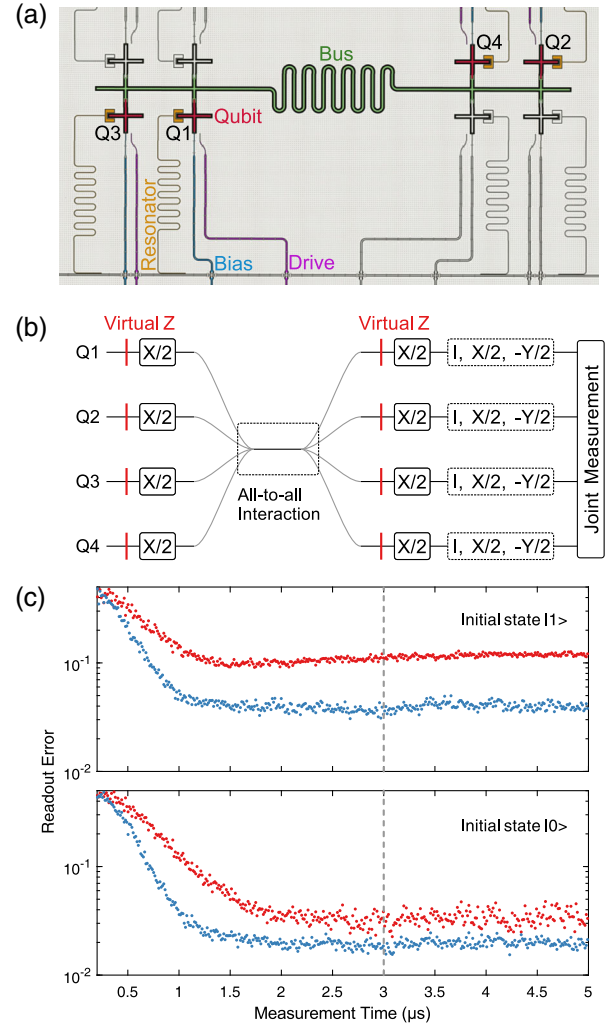 (a)
Q4
Q2
Bus
Q3
Q1
Qubit
Resonator
Bias
Drive
(b)
Virtual Z
Virtual Z
Q1
X/2
X/2
I, X/2, -Y/2
Q2
X/2
X/2
I, X/2, -Y/2
Q3
X/2
X/2
I, X/2, -Y/2
Q4
X/2
X/2
I, X/2, -Y/2
All-to-all
Interaction
Joint Measurement
(c)
Initial state |1>
10⁻¹
10⁻²
Initial state |0>
10⁻¹
10⁻²
Readout Error
0.5 1 1.5 2 2.5 3 3.5 4 4.5 5
Measurement Time (μs)